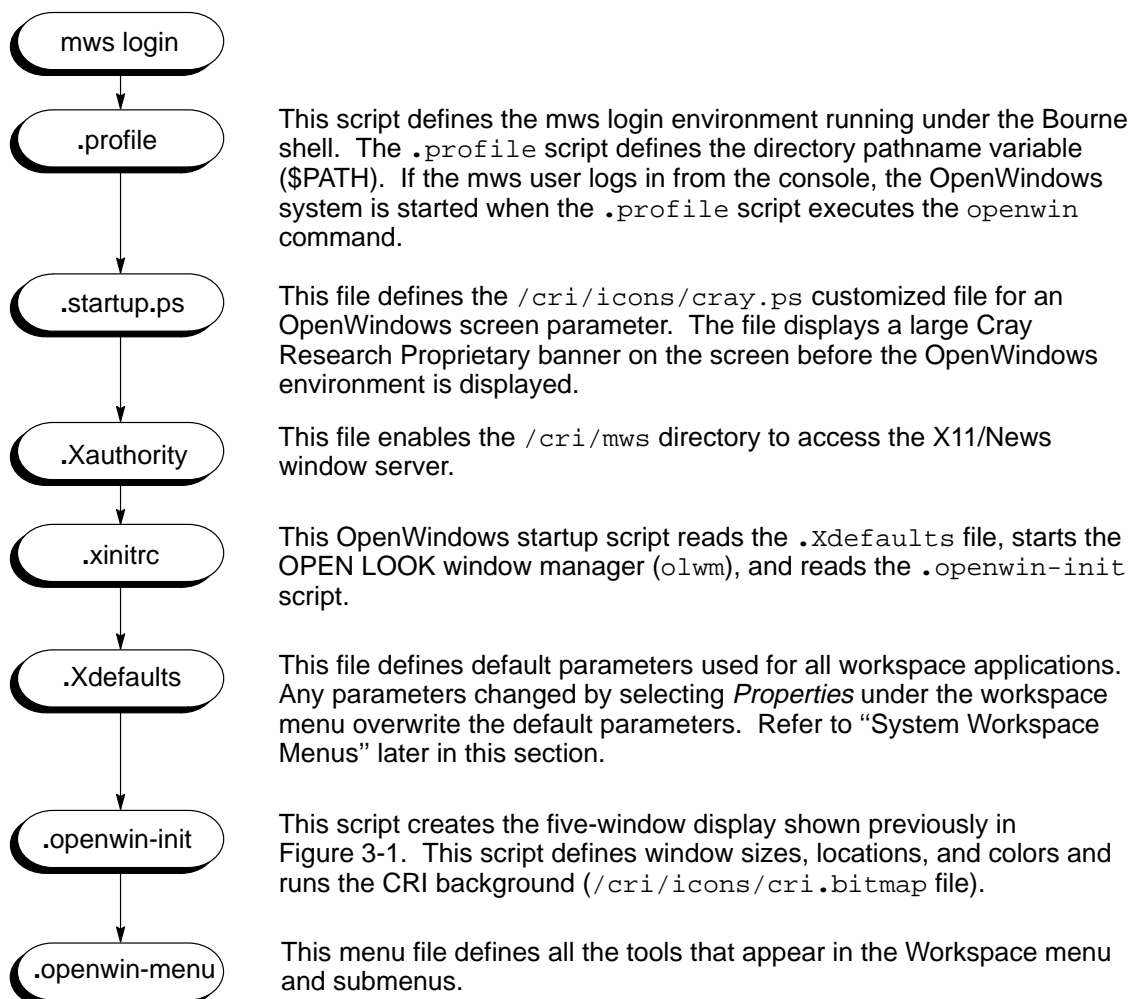 mws login
.profile
This script defines the mws login environment running under the Bourne
shell. The .profile script defines the directory pathname variable
($PATH). If the mws user logs in from the console, the OpenWindows
system is started when the .profile script executes the openwin
command.
.startup.ps
This file defines the /cri/icons/cray.ps customized file for an
OpenWindows screen parameter. The file displays a large Cray
Research Proprietary banner on the screen before the OpenWindows
environment is displayed.
.Xauthority
This file enables the /cri/mws directory to access the X11/News
window server.
.xinitrc
This OpenWindows startup script reads the .Xdefaults file, starts the
OPEN LOOK window manager (olwm), and reads the .openwin-init
script.
.Xdefaults
This file defines default parameters used for all workspace applications.
Any parameters changed by selecting Properties under the workspace
menu overwrite the default parameters. Refer to ‘‘System Workspace
Menus’’ later in this section.
.openwin-init
This script creates the five-window display shown previously in
Figure 3-1. This script defines window sizes, locations, and colors and
runs the CRI background (/cri/icons/cri.bitmap file).
.openwin-menu
This menu file defines all the tools that appear in the Workspace menu
and submenus.